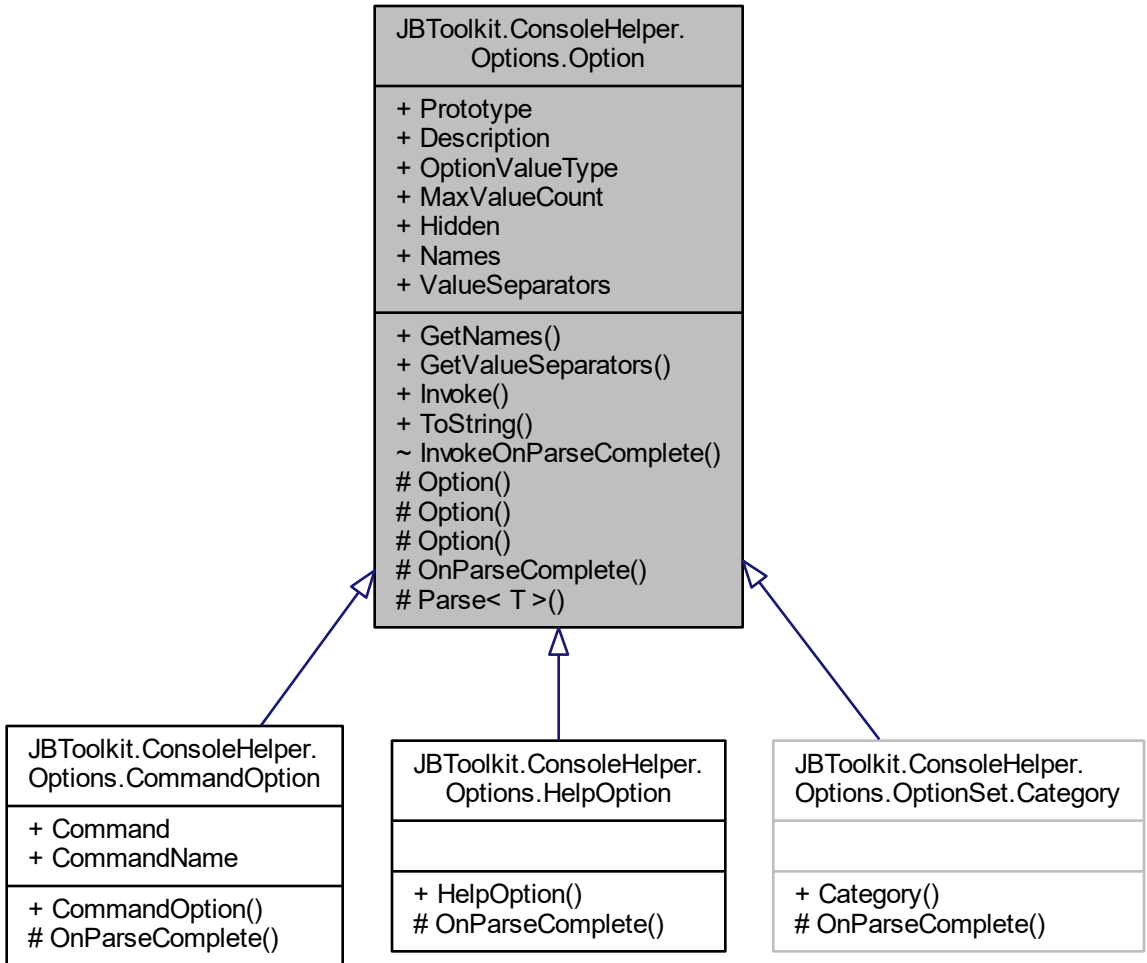 JBToolkit.ConsoleHelper.
Options.Option
+ Prototype
+ Description
+ OptionValueType
+ MaxValueCount
+ Hidden
+ Names
+ ValueSeparators
+ GetNames()
+ GetValueSeparators()
+ Invoke()
+ ToString()
~ InvokeOnParseComplete()
# Option()
# Option()
# Option()
# OnParseComplete()
# Parse< T >()
JBToolkit.ConsoleHelper.
Options.CommandOption
+ Command
+ CommandName
+ CommandOption()
# OnParseComplete()
JBToolkit.ConsoleHelper.
Options.HelpOption
+ HelpOption()
# OnParseComplete()
JBToolkit.ConsoleHelper.
Options.OptionSet.Category
+ Category()
# OnParseComplete()